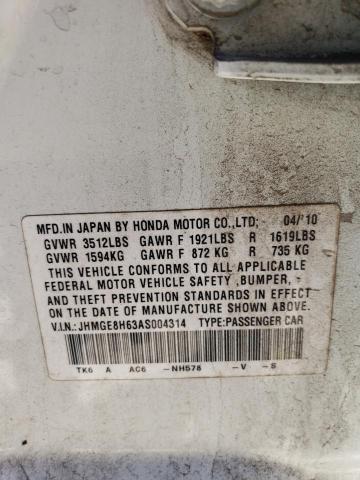 MFD.IN JAPAN BY HONDA MOTOR CO.,LTD; 04/'10
GVWR 3512LBS GAWR F 1921LBS R 1619LBS
GVWR 1594KG GAWR F 872 KG R 735 KG
THIS VEHICLE CONFORMS TO ALL APPLICABLE
FEDERAL MOTOR VEHICLE SAFETY ,BUMPER, -
AND THEFT PREVENTION STANDARDS IN EFFECT
ON THE DATE OF MANUFACTURE SHOWN ABOVE.
V.I.N.: JHMGE8H63AS004314 TYPE:PASSENGER CAR
TK6 A AC6 -NH578 -V -S